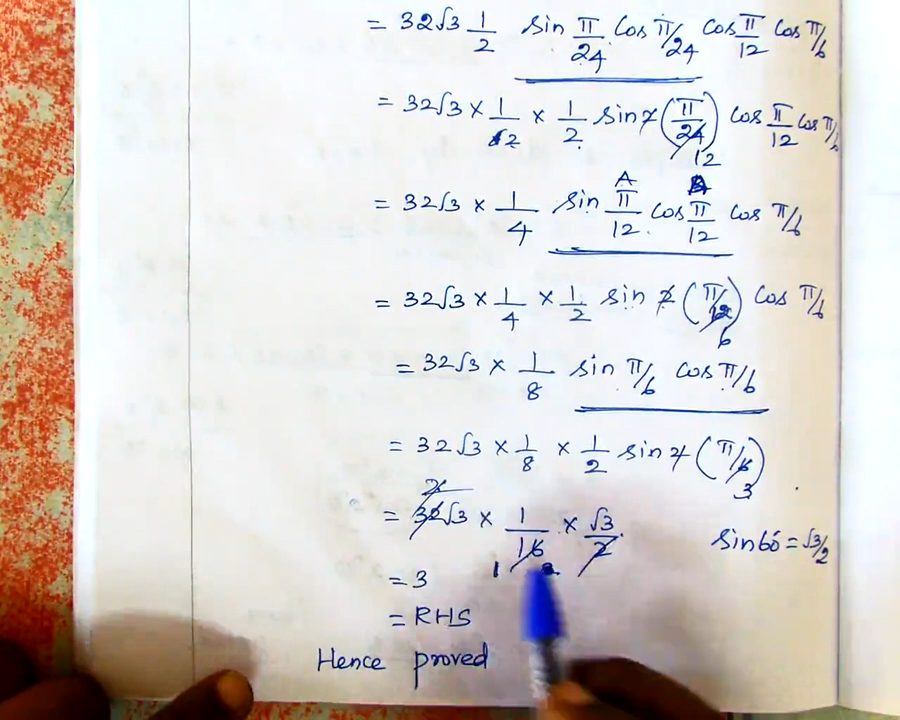 = 32√3 1/2 sin π/24 cos π/24 cos π/12 cos π/6
= 32√3 × 1/2 × 1/2 sin 2(π/24) cos π/12 cos π/6
12
A A
= 32√3 × 1/4 sin π/12 cos π/12 cos π/6
= 32√3 × 1/4 × 1/2 sin 2(π/12) cos π/6
6
= 32√3 × 1/8 sin π/6 cos π/6
= 32√3 × 1/8 × 1/2 sin 2(π/6)
3
2
= 32√3 × 1/16 × √3/2 sin60° = √3/2
1
= 3
= RHS
Hence proved